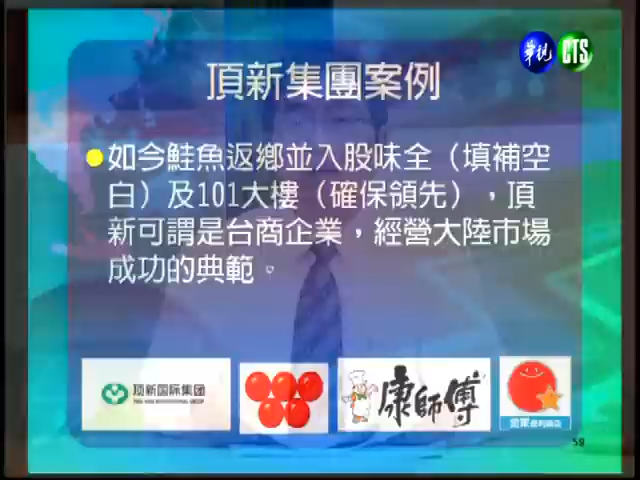 華視 CTS
頂新集團案例
如今鮭魚返鄉並入股味全（填補空
白）及101大樓（確保領先），頂
新可謂是台商企業，經營大陸市場
成功的典範。
顶新国际集团
康師傅
59